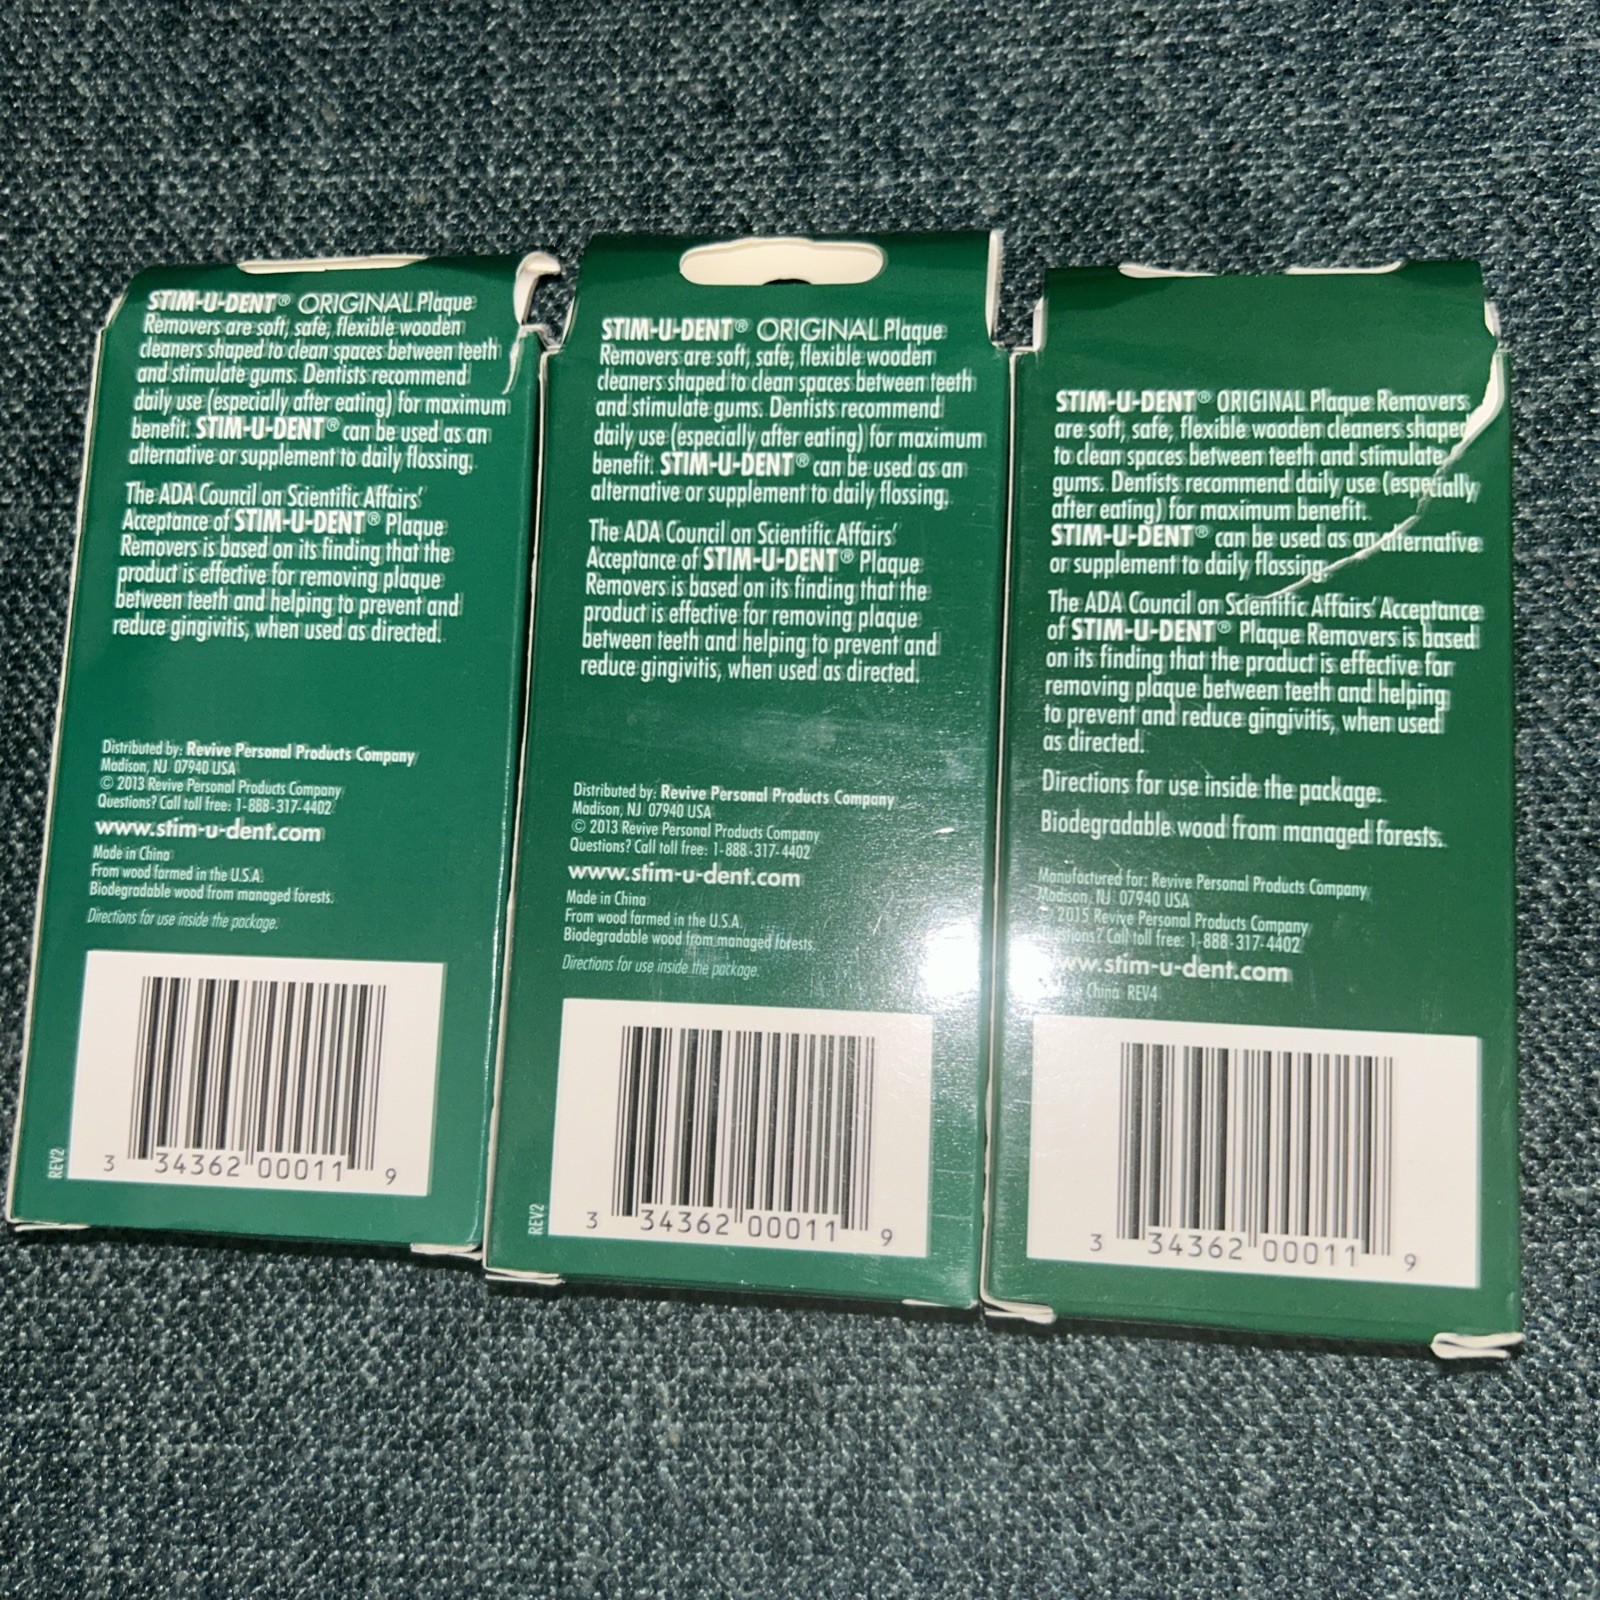 STIM-U-DENT® ORIGINAL Plaque
Removers are soft, safe, flexible wooden
cleaners shaped to clean spaces between teeth
and stimulate gums. Dentists recommend
daily use (especially after eating) for maximum
benefit. STIM-U-DENT® can be used as an
alternative or supplement to daily flossing.
The ADA Council on Scientific Affairs'
Acceptance of STIM-U-DENT® Plaque
Removers is based on its finding that the
product is effective for removing plaque
between teeth and helping to prevent and
reduce gingivitis, when used as directed.
Distributed by: Revive Personal Products Company
Madison, NJ 07940 USA
© 2013 Revive Personal Products Company
Questions? Call toll free: 1-888-317-4402
www.stim-u-dent.com
Made in China
From wood farmed in the U.S.A.
Biodegradable wood from managed forests.
Directions for use inside the package.
REV2
3 34362 00011 9
STIM-U-DENT® ORIGINAL Plaque
Removers are soft, safe, flexible wooden
cleaners shaped to clean spaces between teeth
and stimulate gums. Dentists recommend
daily use (especially after eating) for maximum
benefit. STIM-U-DENT® can be used as an
alternative or supplement to daily flossing.
The ADA Council on Scientific Affairs'
Acceptance of STIM-U-DENT® Plaque
Removers is based on its finding that the
product is effective for removing plaque
between teeth and helping to prevent and
reduce gingivitis, when used as directed.
Distributed by: Revive Personal Products Company
Madison, NJ 07940 USA
© 2013 Revive Personal Products Company
Questions? Call toll free: 1-888-317-4402
www.stim-u-dent.com
Made in China
From wood farmed in the U.S.A.
Biodegradable wood from managed forests.
Directions for use inside the package.
REV2
3 34362 00011 9
STIM-U-DENT® ORIGINAL Plaque Removers
are soft, safe, flexible wooden cleaners shaped
to clean spaces between teeth and stimulate
gums. Dentists recommend daily use (especially
after eating) for maximum benefit.
STIM-U-DENT® can be used as an alternative
or supplement to daily flossing.
The ADA Council on Scientific Affairs' Acceptance
of STIM-U-DENT® Plaque Removers is based
on its finding that the product is effective for
removing plaque between teeth and helping
to prevent and reduce gingivitis, when used
as directed.
Directions for use inside the package.
Biodegradable wood from managed forests.
Manufactured for: Revive Personal Products Company
Madison, NJ 07940 USA
2015 Revive Personal Products Company
Call toll free: 1-888-317-4402
www.stim-u-dent.com
China REV4
3 34362 00011 9